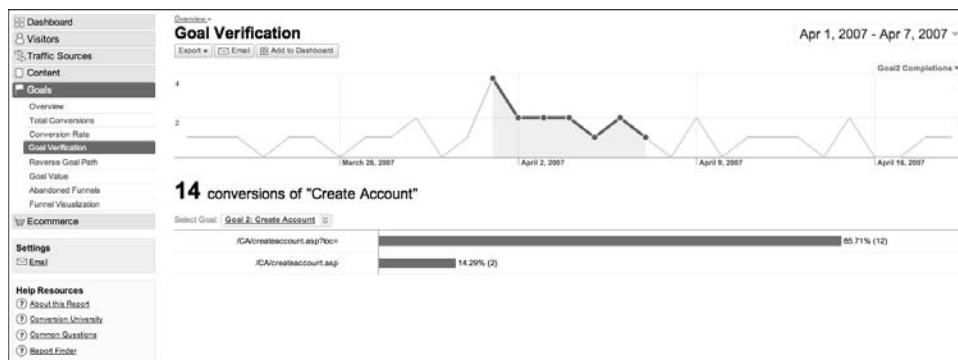 Dashboard
Visitors
Traffic Sources
Content
Goals
Overview
Total Conversions
Conversion Rate
Goal Verification
Reverse Goal Path
Goal Value
Abandoned Funnels
Funnel Visualization
Ecommerce
Settings
Email
Help Resources
About this Report
Conversion University
Common Questions
Report Finder
Overview
Goal Verification
Export Email Add to Dashboard
Apr 1, 2007 - Apr 7, 2007
Goal2 Completions
4
2
March 26, 2007 April 2, 2007 April 9, 2007 April 16, 2007
14 conversions of "Create Account"
Select Goal: Goal 2: Create Account
/CA/createaccount.asp?loc= 85.71% (12)
/CA/createaccount.asp 14.29% (2)